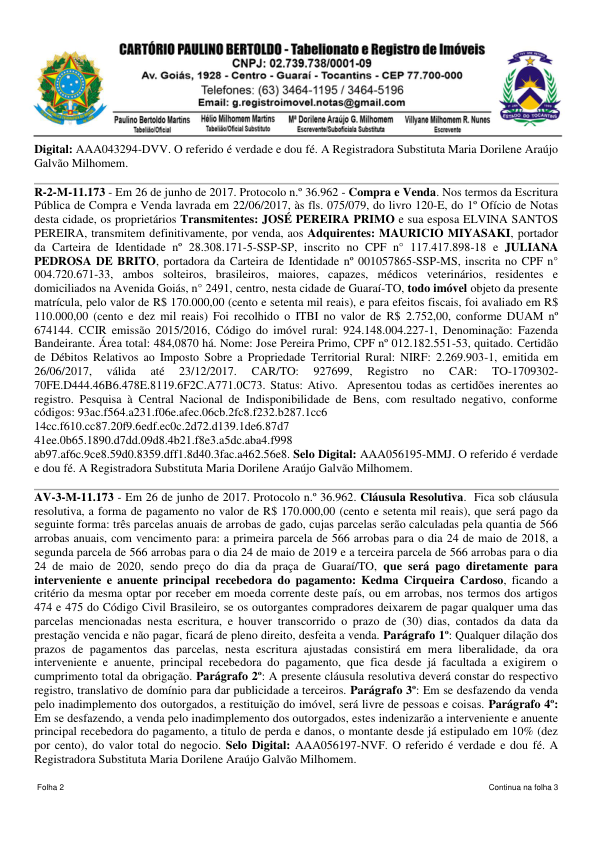 CARTÓRIO PAULINO BERTOLDO - Tabelionato e Registro de Imóveis
CNPJ: 02.739.738/0001-09
Av. Goiás, 1928 - Centro - Guaraí - Tocantins - CEP 77.700-000
Telefones: (63) 3464-1195 / 3464-5196
Email: g.registroimovel.notas@gmail.com
Paulino Bertoldo Martins Hélio Milhomem Martins Mª Dorilene Araújo G. Milhomem Villyane Milhomem R. Nunes
Tabelião/Oficial Tabelião/Oficial Substituto Escrevente/Suboficiala Substituta Escrevente
Digital: AAA043294-DVV. O referido é verdade e dou fé. A Registradora Substituta Maria Dorilene Araújo
Galvão Milhomem.
R-2-M-11.173 - Em 26 de junho de 2017. Protocolo n.º 36.962 - Compra e Venda. Nos termos da Escritura
Pública de Compra e Venda lavrada em 22/06/2017, às fls. 075/079, do livro 120-E, do 1º Ofício de Notas
desta cidade, os proprietários Transmitentes: JOSÉ PEREIRA PRIMO e sua esposa ELVINA SANTOS
PEREIRA, transmitem definitivamente, por venda, aos Adquirentes: MAURICIO MIYASAKI, portador
da Carteira de Identidade nº 28.308.171-5-SSP-SP, inscrito no CPF n° 117.417.898-18 e JULIANA
PEDROSA DE BRITO, portadora da Carteira de Identidade nº 001057865-SSP-MS, inscrita no CPF n°
004.720.671-33, ambos solteiros, brasileiros, maiores, capazes, médicos veterinários, residentes e
domiciliados na Avenida Goiás, n° 2491, centro, nesta cidade de Guaraí-TO, todo imóvel objeto da presente
matrícula, pelo valor de R$ 170.000,00 (cento e setenta mil reais), e para efeitos fiscais, foi avaliado em R$
110.000,00 (cento e dez mil reais) Foi recolhido o ITBI no valor de R$ 2.752,00, conforme DUAM nº
674144. CCIR emissão 2015/2016, Código do imóvel rural: 924.148.004.227-1, Denominação: Fazenda
Bandeirante. Área total: 484,0870 há. Nome: Jose Pereira Primo, CPF nº 012.182.551-53, quitado. Certidão
de Débitos Relativos ao Imposto Sobre a Propriedade Territorial Rural: NIRF: 2.269.903-1, emitida em
26/06/2017, válida até 23/12/2017. CAR/TO: 927699, Registro no CAR: TO-1709302-
70FE.D444.46B6.478E.8119.6F2C.A771.0C73. Status: Ativo. Apresentou todas as certidões inerentes ao
registro. Pesquisa à Central Nacional de Indisponibilidade de Bens, com resultado negativo, conforme
códigos: 93ac.f564.a231.f06e.afec.06cb.2fc8.f232.b287.1cc6
14cc.f610.cc87.20f9.6edf.ec0c.2d72.d139.1de6.87d7
41ee.0b65.1890.d7dd.09d8.4b21.f8e3.a5dc.aba4.f998
ab97.af6c.9ce8.59d0.8359.dff1.8d40.3fac.a462.56e8. Selo Digital: AAA056195-MMJ. O referido é verdade
e dou fé. A Registradora Substituta Maria Dorilene Araújo Galvão Milhomem.
AV-3-M-11.173 - Em 26 de junho de 2017. Protocolo n.º 36.962. Cláusula Resolutiva. Fica sob cláusula
resolutiva, a forma de pagamento no valor de R$ 170.000,00 (cento e setenta mil reais), que será pago da
seguinte forma: três parcelas anuais de arrobas de gado, cujas parcelas serão calculadas pela quantia de 566
arrobas anuais, com vencimento para: a primeira parcela de 566 arrobas para o dia 24 de maio de 2018, a
segunda parcela de 566 arrobas para o dia 24 de maio de 2019 e a terceira parcela de 566 arrobas para o dia
24 de maio de 2020, sendo preço do dia da praça de Guaraí/TO, que será pago diretamente para
interveniente e anuente principal recebedora do pagamento: Kedma Cirqueira Cardoso, ficando a
critério da mesma optar por receber em moeda corrente deste país, ou em arrobas, nos termos dos artigos
474 e 475 do Código Civil Brasileiro, se os outorgantes compradores deixarem de pagar qualquer uma das
parcelas mencionadas nesta escritura, e houver transcorrido o prazo de (30) dias, contados da data da
prestação vencida e não pagar, ficará de pleno direito, desfeita a venda. Parágrafo 1º: Qualquer dilação dos
prazos de pagamentos das parcelas, nesta escritura ajustadas consistirá em mera liberalidade, da ora
interveniente e anuente, principal recebedora do pagamento, que fica desde já facultada a exigirem o
cumprimento total da obrigação. Parágrafo 2º: A presente cláusula resolutiva deverá constar do respectivo
registro, translativo de domínio para dar publicidade a terceiros. Parágrafo 3º: Em se desfazendo da venda
pelo inadimplemento dos outorgados, a restituição do imóvel, será livre de pessoas e coisas. Parágrafo 4º:
Em se desfazendo, a venda pelo inadimplemento dos outorgados, estes indenizarão a interveniente e anuente
principal recebedora do pagamento, a titulo de perda e danos, o montante desde já estipulado em 10% (dez
por cento), do valor total do negocio. Selo Digital: AAA056197-NVF. O referido é verdade e dou fé. A
Registradora Substituta Maria Dorilene Araújo Galvão Milhomem.
Folha 2 Continua na folha 3